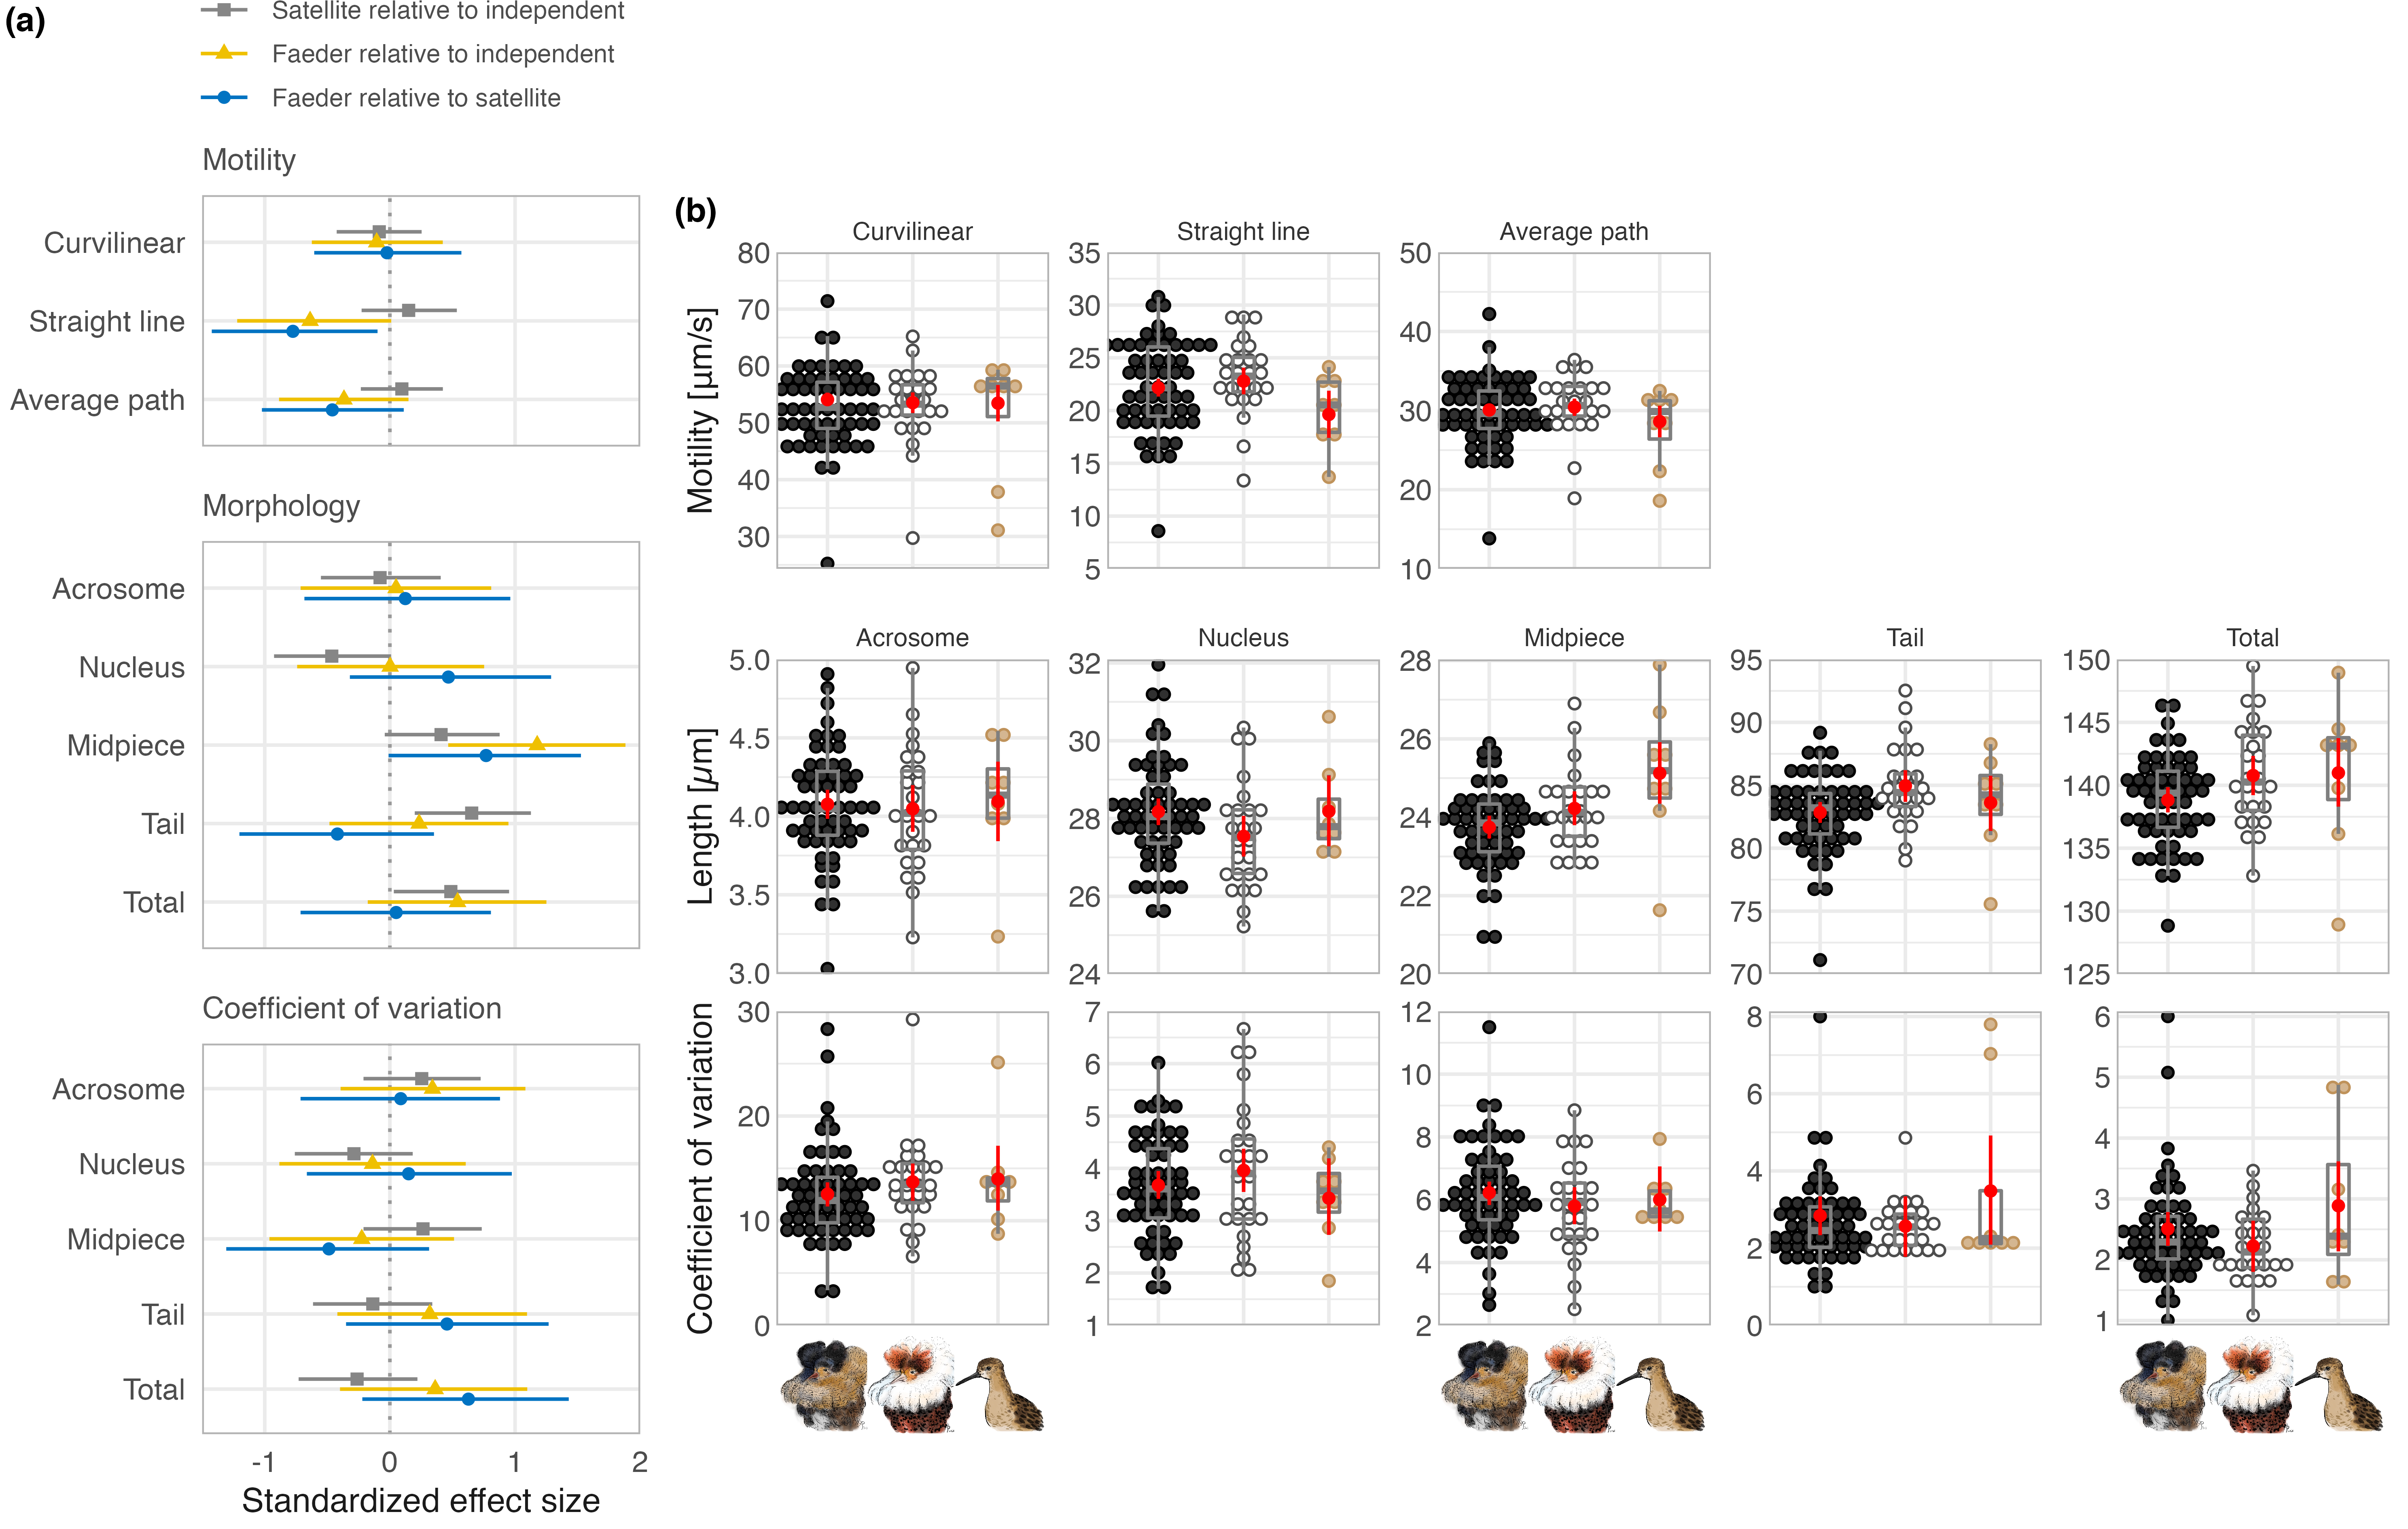 (a)
Satellite relative to independent
Faeder relative to independent
Faeder relative to satellite
Motility
Curvilinear
Straight line
Average path
Morphology
Acrosome
Nucleus
Midpiece
Tail
Total
Coefficient of variation
Acrosome
Nucleus
Midpiece
Tail
Total
-1 0 1 2
Standardized effect size
(b)
Curvilinear Straight line Average path
Motility [µm/s]
80 70 60 50 40 30
35 30 25 20 15 10 5
50 40 30 20 10
Acrosome Nucleus Midpiece Tail Total
Length [µm]
5.0 4.5 4.0 3.5 3.0
32 30 28 26 24
28 26 24 22 20
95 90 85 80 75 70
150 145 140 135 130 125
Coefficient of variation
30 20 10 0
7 6 5 4 3 2 1
12 10 8 6 4 2
8 6 4 2 0
6 5 4 3 2 1